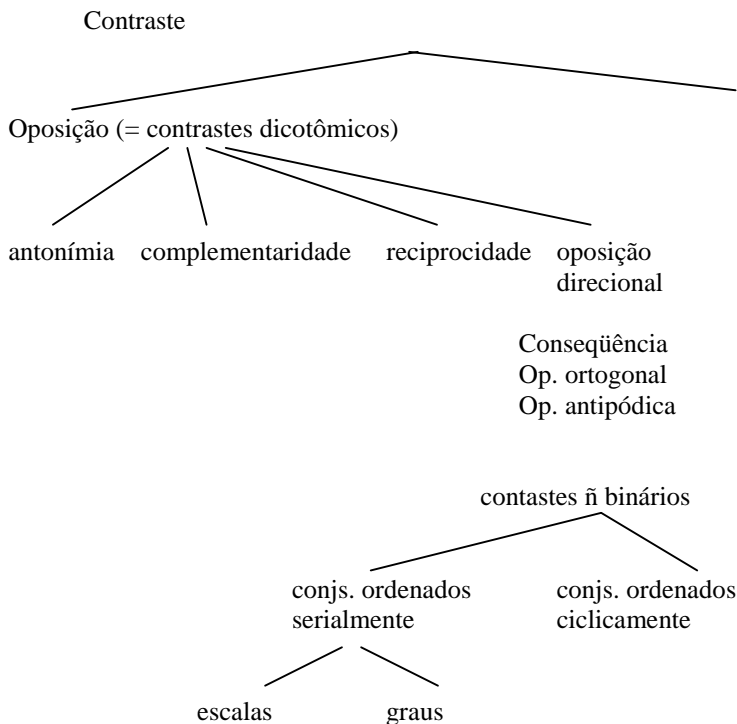 Contraste
Oposição (= contrastes dicotômicos)
antonímia complementaridade reciprocidade oposição
direcional
Conseqüência
Op. ortogonal
Op. antipódica
contastes ñ binários
conjs. ordenados conjs. ordenados
serialmente ciclicamente
escalas graus